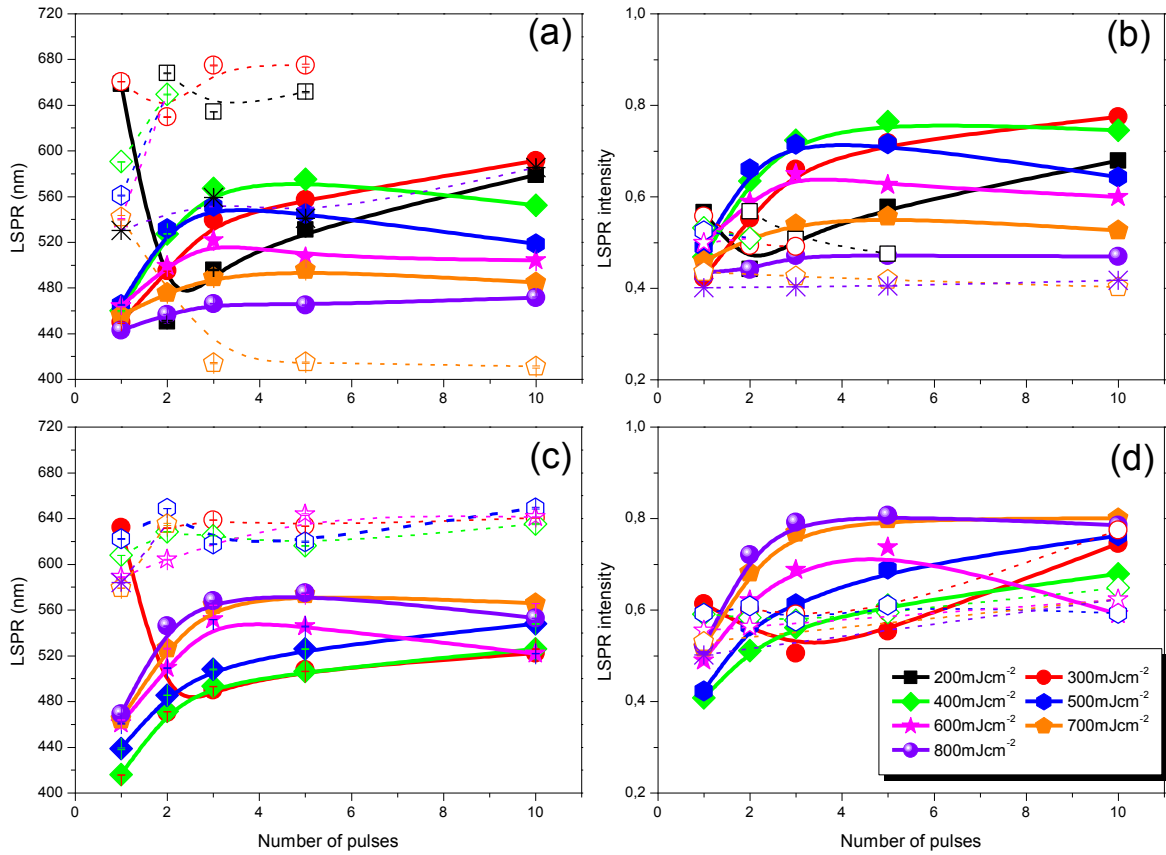 (a)
LSPR (nm)
720
680
640
600
560
520
480
440
400
0 2 4 6 8 10
(b)
LSPR intensity
1,0
0,8
0,6
0,4
0,2
0 2 4 6 8 10
(c)
LSPR (nm)
720
680
640
600
560
520
480
440
400
0 2 4 6 8 10
Number of pulses
(d)
LSPR intensity
1,0
0,8
0,6
0,4
0,2
0 2 4 6 8 10
Number of pulses
200mJcm⁻² 300mJcm⁻²
400mJcm⁻² 500mJcm⁻²
600mJcm⁻² 700mJcm⁻²
800mJcm⁻²